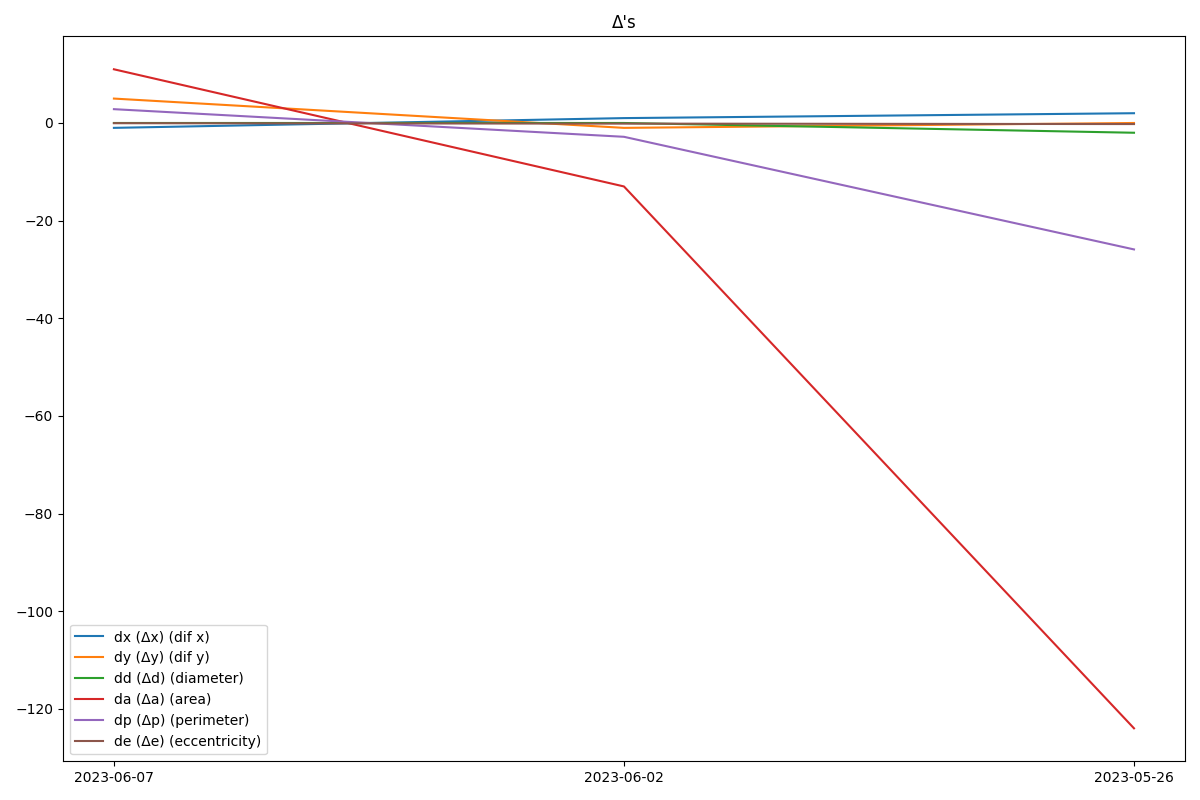 Δ's
0
−20
−40
−60
−80
−100
−120
dx (Δx) (dif x)
dy (Δy) (dif y)
dd (Δd) (diameter)
da (Δa) (area)
dp (Δp) (perimeter)
de (Δe) (eccentricity)
2023-06-07 2023-06-02 2023-05-26